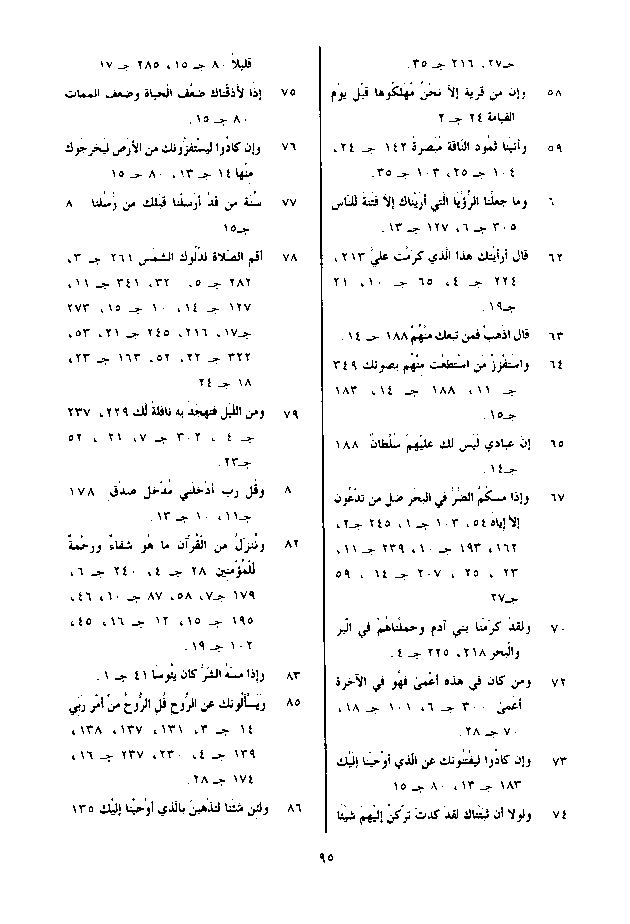 جـ٢٧، ٢١٦ جـ ٣٥.
٥٨ وإن من قرية إلا نحن مهلكوها قبل يوم
القيامة ٢٤ جـ ٢
٥٩ وأتينا ثمود الناقة مبصرة ١٤٢ جـ ٢٤،
١٠٤ جـ ٢٥، ١٠٣ جـ ٣٥.
٦ وما جعلنا الرؤيا التي أريناك إلا فتنة للناس
٣٠٥ جـ ٦، ١٢٧ جـ ١٣.
٦٢ قال أرأيتك هذا الذي كرمت علي ٢١٣،
٢٢٤ جـ ٤، ٦٥ جـ ١٠، ٢١
جـ١٩.
٦٣ قال اذهب فمن تبعك منهم ١٨٨ جـ ١٤.
٦٤ واستفزز من استطعت منهم بصوتك ٣٤٩
جـ ١١، ١٨٨ جـ ١٤، ١٨٣
جـ١٥.
٦٥ إن عبادي ليس لك عليهم سلطان ١٨٨
جـ١٤.
٦٧ وإذا مسكم الضر في البحر ضل من تدعون
إلا إياه ٥٤، ١٠٣ جـ ١، ٢٤٥ جـ٢،
١٦٢، ١٩٣ جـ ١٠، ٢٣٩ جـ ١١،
٢٣، ٢٥، ٢٠٧ جـ ١٤، ٥٩
جـ٢٧
٧٠ ولقد كرمنا بني آدم وحملناهم في البر
والبحر ٢١٨، ٢٢٥ جـ ٤.
٧٢ ومن كان في هذه أعمى فهو في الآخرة
أعمى ٣٠٠ جـ ٦، ١٠١ جـ ١٨،
٧٠ جـ ٢٨.
٧٣ وإن كادوا ليفتنونك عن الذي أوحينا إليك
١٨٣ جـ ١٣، ٨٠ جـ ١٥
٧٤ ولولا أن ثبتناك لقد كدت تركن إليهم شيئا
قليلاً ٨٠ جـ ١٥، ٢٨٥ جـ ١٧
٧٥ إذا لأذقناك ضعف الحياة وضعف الممات
٨٠ جـ ١٥.
٧٦ وإن كادوا ليستفزونك من الأرض ليخرجوك
منها ١٤ جـ ١٣، ٨٠ جـ ١٥
٧٧ سنة من قد أرسلنا قبلك من رسلنا ٨
جـ١٥
٧٨ أقم الصلاة لدلوك الشمس ٢٦١ جـ ٣،
٢٨٢ جـ ٥، ٣٢، ٣٤١ جـ ١١،
١٢٧ جـ ١٤، ١٠ جـ ١٥، ٢٧٣
جـ١٧، ٢١٦، ٢٤٥ جـ ٢١، ٥٣،
٣٢٢ جـ ٢٢، ٥٢، ١٦٣ جـ ٢٣،
١٨ جـ ٢٤
٧٩ ومن الليل فتهجد به نافلة لك ٢٢٩، ٢٣٧
جـ ٤، ٣٠٢ جـ ٧، ٢١، ٥٢
جـ٢٣.
٨ وقل رب أدخلني مدخل صدق ١٧٨
جـ١١، ١٠ جـ ١٣.
٨٢ وننزل من القرآن ما هو شفاء ورحمة
للمؤمنين ٢٨ جـ ٤، ٢٤٠ جـ ٦،
١٧٩ جـ٧، ٥٨، ٨٧ جـ ١٠، ٤٦،
١٩٥ جـ ١٥، ١٢ جـ ١٦، ٤٥،
١٠٢ جـ ١٩.
٨٣ وإذا مسه الشر كان يئوسا ٤١ جـ ١.
٨٥ ويسألونك عن الروح قل الروح من أمر ربي
١٤ جـ ٣، ١٣١، ١٣٧، ١٣٨،
١٣٩ جـ ٤، ٢٣٠، ٢٣٧ جـ ١٦،
١٧٤ جـ ٢٨.
٨٦ ولئن شئنا لنذهبن بالذي أوحينا إليك ١٣٥
٩٥